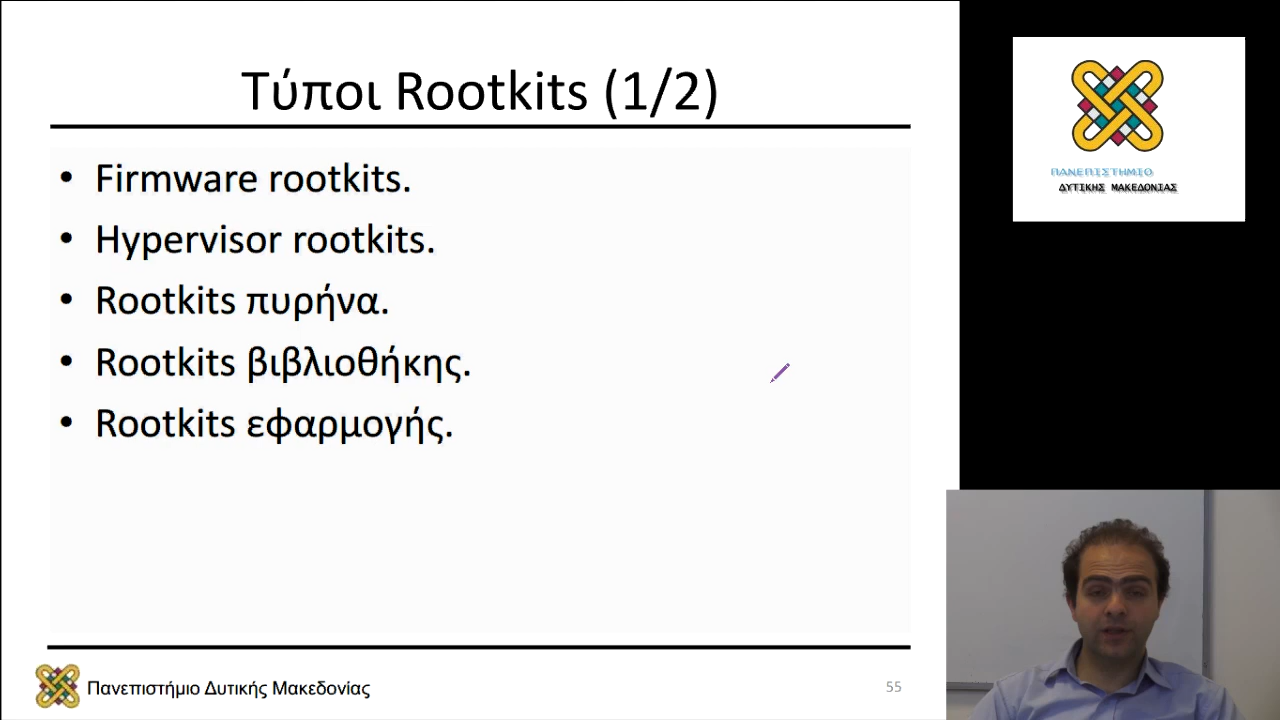 Τύποι Rootkits (1/2)
• Firmware rootkits.
• Hypervisor rootkits.
• Rootkits πυρήνα.
• Rootkits βιβλιοθήκης.
• Rootkits εφαρμογής.
Πανεπιστήμιο Δυτικής Μακεδονίας
55
ΠΑΝΕΠΙΣΤΗΜΙΟ
ΔΥΤΙΚΗΣ ΜΑΚΕΔΟΝΙΑΣ